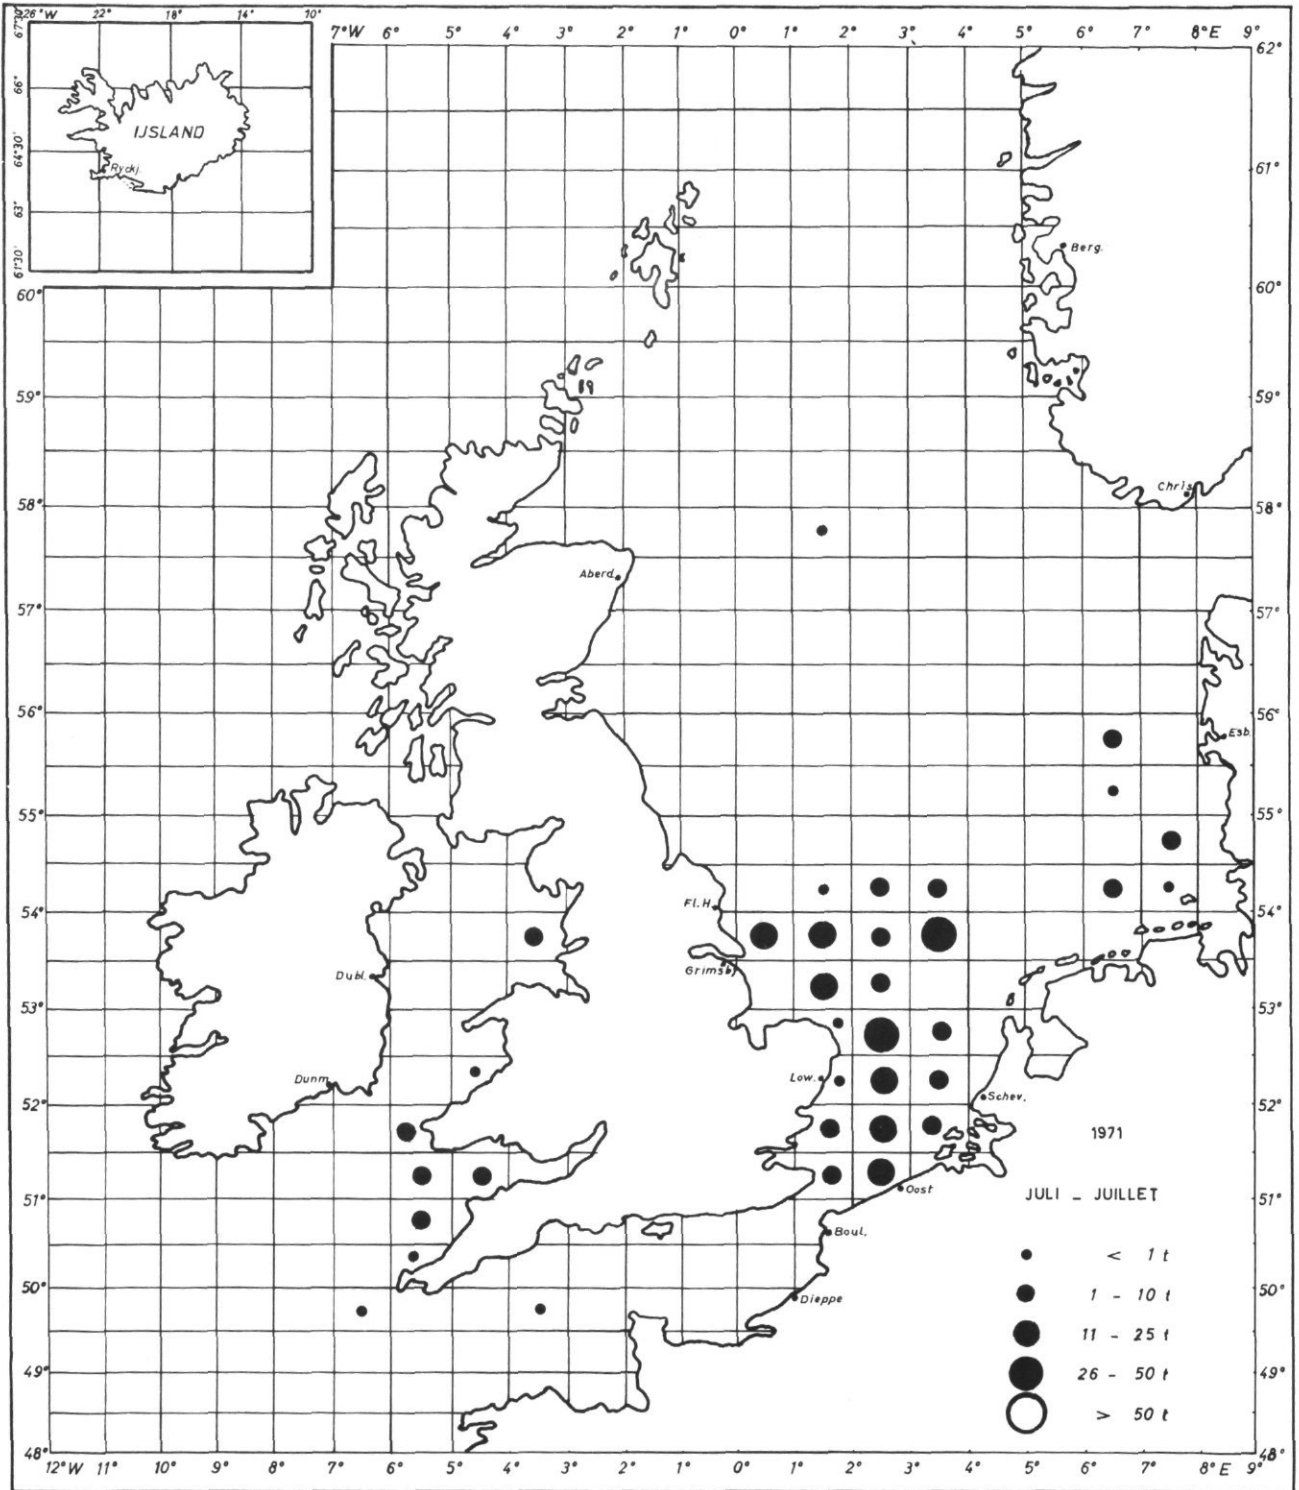 26°W 22° 18° 14° 10°
67°30'
66°
64°30'
63°
61°30'
IJSLAND
Ryckj.
7°W 6° 5° 4° 3° 2° 1° 0° 1° 2° 3° 4° 5° 6° 7° 8°E 9°
62°
61° 61°
60° 60°
59° 59°
58° 58°
57° 57°
56° 56°
55° 55°
54° 54°
53° 53°
52° 52°
51° 51°
50° 50°
49° 49°
48° 48°
Berg.
Chris
Aberd.
Esb.
Fl.H
Grimsb
Dubl.
Dunm
Low.
Schev.
Oost
Boul.
Dieppe
1971
JULI - JUILLET
< 1 t
1 - 10 t
11 - 25 t
26 - 50 t
> 50 t
12°W 11° 10° 9° 8° 7° 6° 5° 4° 3° 2° 1° 0° 1° 2° 3° 4° 5° 6° 7° 8°E 9°